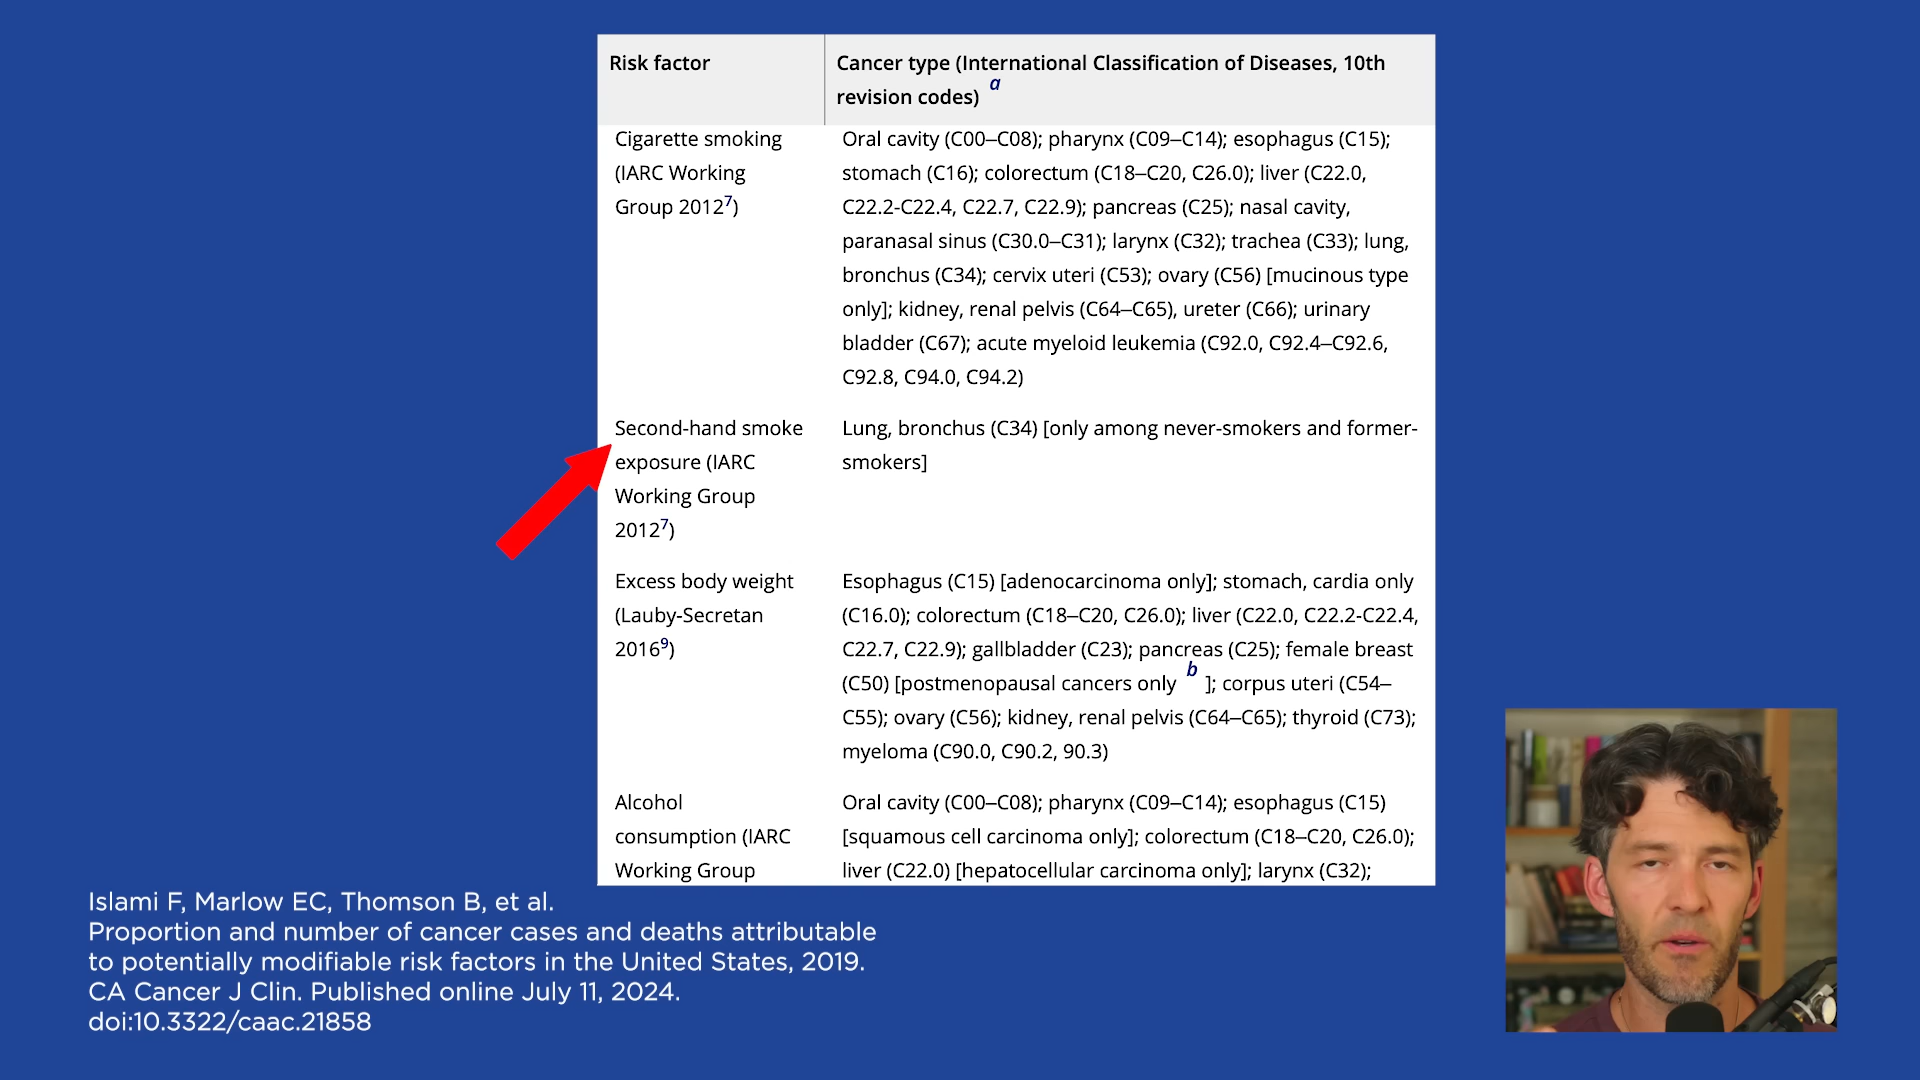 Risk factor
Cancer type (International Classification of Diseases, 10th
revision codes) a
Cigarette smoking
(IARC Working
Group 20127)
Oral cavity (C00–C08); pharynx (C09–C14); esophagus (C15);
stomach (C16); colorectum (C18–C20, C26.0); liver (C22.0,
C22.2-C22.4, C22.7, C22.9); pancreas (C25); nasal cavity,
paranasal sinus (C30.0–C31); larynx (C32); trachea (C33); lung,
bronchus (C34); cervix uteri (C53); ovary (C56) [mucinous type
only]; kidney, renal pelvis (C64–C65), ureter (C66); urinary
bladder (C67); acute myeloid leukemia (C92.0, C92.4–C92.6,
C92.8, C94.0, C94.2)
Second-hand smoke
exposure (IARC
Working Group
20127)
Lung, bronchus (C34) [only among never-smokers and former-
smokers]
Excess body weight
(Lauby-Secretan
20169)
Esophagus (C15) [adenocarcinoma only]; stomach, cardia only
(C16.0); colorectum (C18–C20, C26.0); liver (C22.0, C22.2-C22.4,
C22.7, C22.9); gallbladder (C23); pancreas (C25); female breast
(C50) [postmenopausal cancers only b ]; corpus uteri (C54–
C55); ovary (C56); kidney, renal pelvis (C64–C65); thyroid (C73);
myeloma (C90.0, C90.2, 90.3)
Alcohol
consumption (IARC
Working Group
Oral cavity (C00–C08); pharynx (C09–C14); esophagus (C15)
[squamous cell carcinoma only]; colorectum (C18–C20, C26.0);
liver (C22.0) [hepatocellular carcinoma only]; larynx (C32);
Islami F, Marlow EC, Thomson B, et al.
Proportion and number of cancer cases and deaths attributable
to potentially modifiable risk factors in the United States, 2019.
CA Cancer J Clin. Published online July 11, 2024.
doi:10.3322/caac.21858